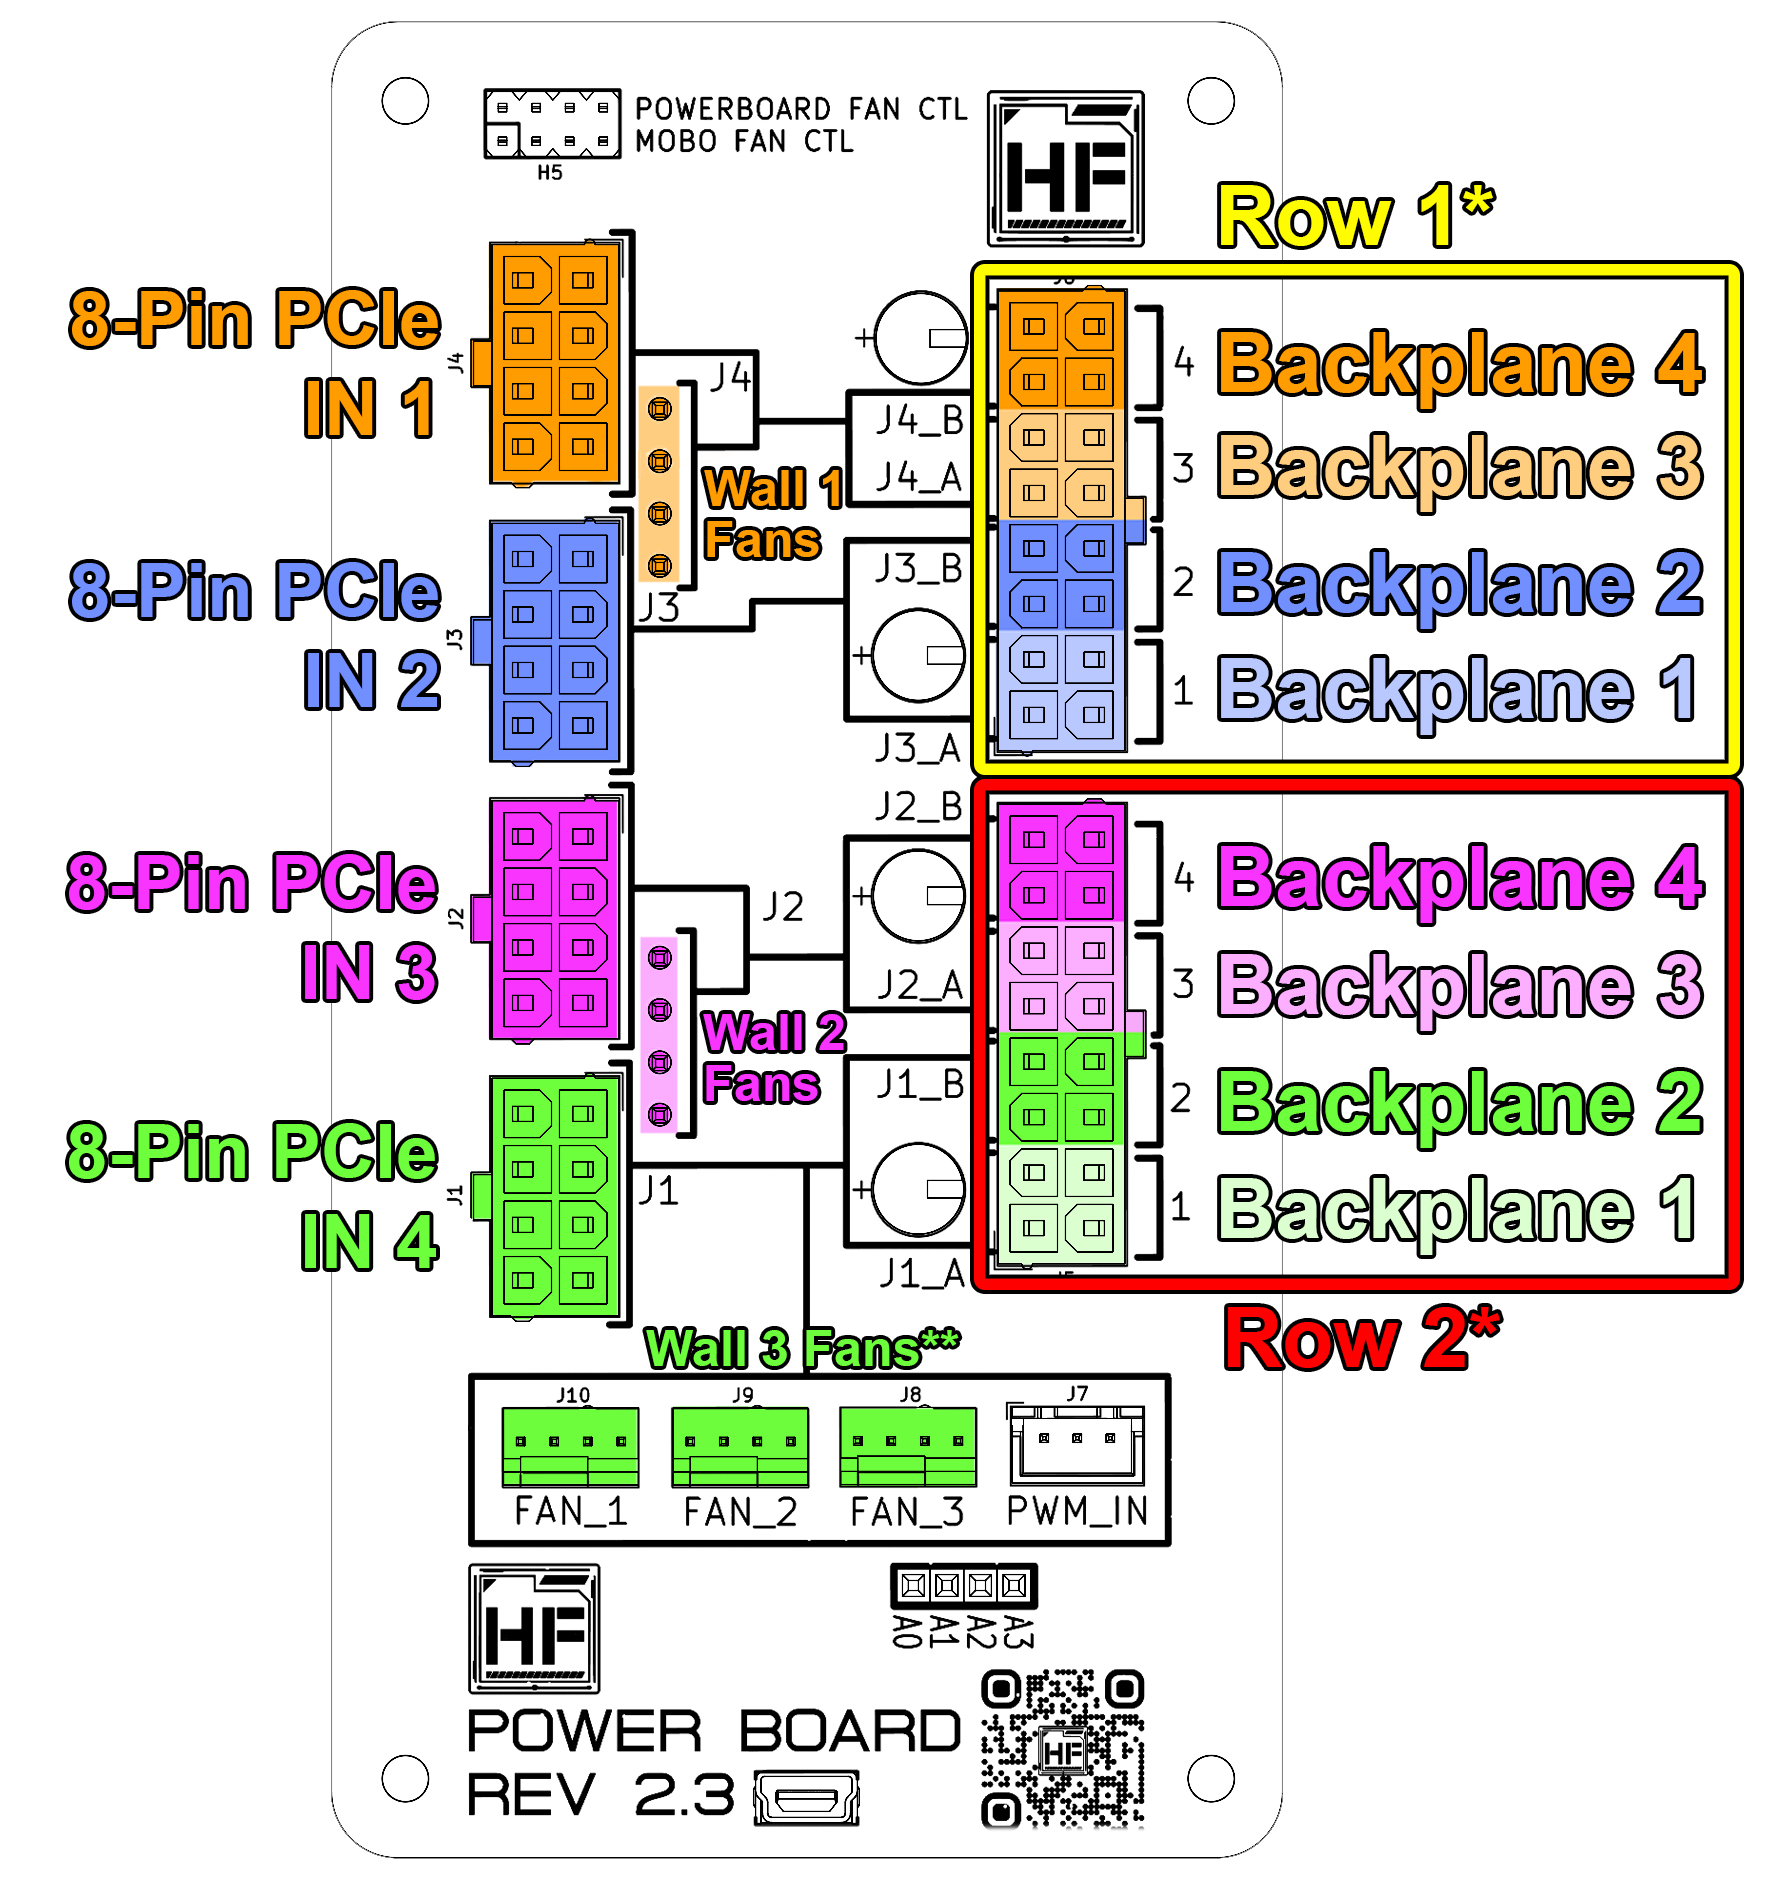 POWERBOARD FAN CTL
MOBO FAN CTL
H5
HF
Row 1*
8-Pin PCIe
IN 1
J4
J4
J4_B
J4_A
4
Backplane 4
3
Backplane 3
Wall 1
Fans
8-Pin PCIe
IN 2
J3
J3
J3_B
J3_A
2
Backplane 2
1
Backplane 1
8-Pin PCIe
IN 3
J2
J2
J2_B
J2_A
4
Backplane 4
3
Backplane 3
Wall 2
Fans
8-Pin PCIe
IN 4
J1
J1
J1_B
J1_A
2
Backplane 2
1
Backplane 1
Row 2*
Wall 3 Fans**
J10
J9
J8
J7
FAN_1
FAN_2
FAN_3
PWM_IN
HF
A0
A1
A2
A3
POWER BOARD
REV 2.3
HF